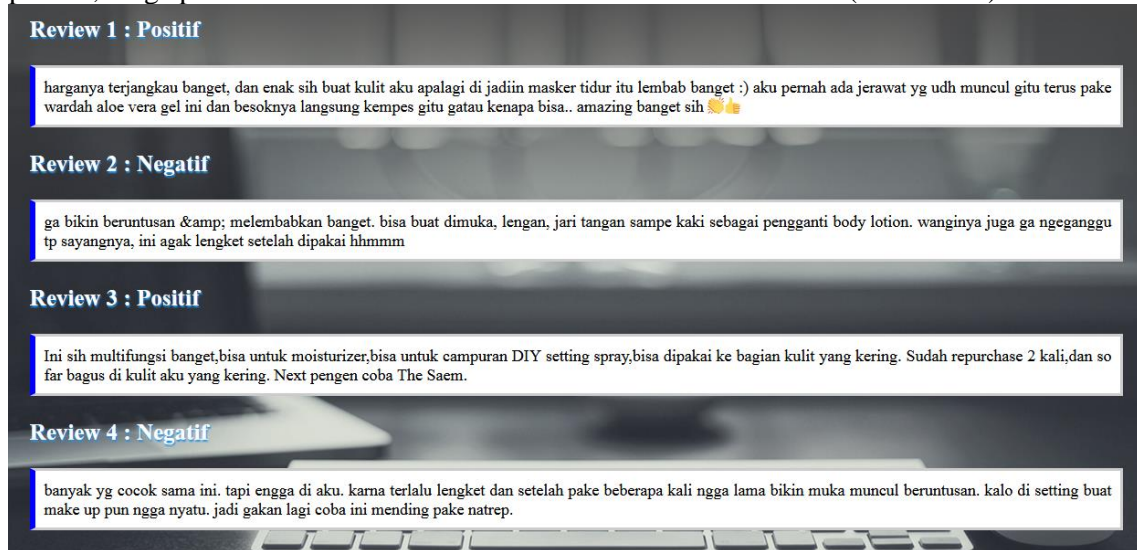 Review 1 : Positif
harganya terjangkau banget, dan enak sih buat kulit aku apalagi di jadiin masker tidur itu lembab banget :) aku pernah ada jerawat yg udh muncul gitu terus pake
wardah aloe vera gel ini dan besoknya langsung kempes gitu gatau kenapa bisa.. amazing banget sih 👏👍
Review 2 : Negatif
ga bikin beruntusan &amp; melembabkan banget. bisa buat dimuka, lengan, jari tangan sampe kaki sebagai pengganti body lotion. wanginya juga ga ngeganggu
tp sayangnya, ini agak lengket setelah dipakai hhmmm
Review 3 : Positif
Ini sih multifungsi banget,bisa untuk moisturizer,bisa untuk campuran DIY setting spray,bisa dipakai ke bagian kulit yang kering. Sudah repurchase 2 kali,dan so
far bagus di kulit aku yang kering. Next pengen coba The Saem.
Review 4 : Negatif
banyak yg cocok sama ini. tapi engga di aku. karna terlalu lengket dan setelah pake beberapa kali ngga lama bikin muka muncul beruntusan. kalo di setting buat
make up pun ngga nyatu. jadi gakan lagi coba ini mending pake natrep.